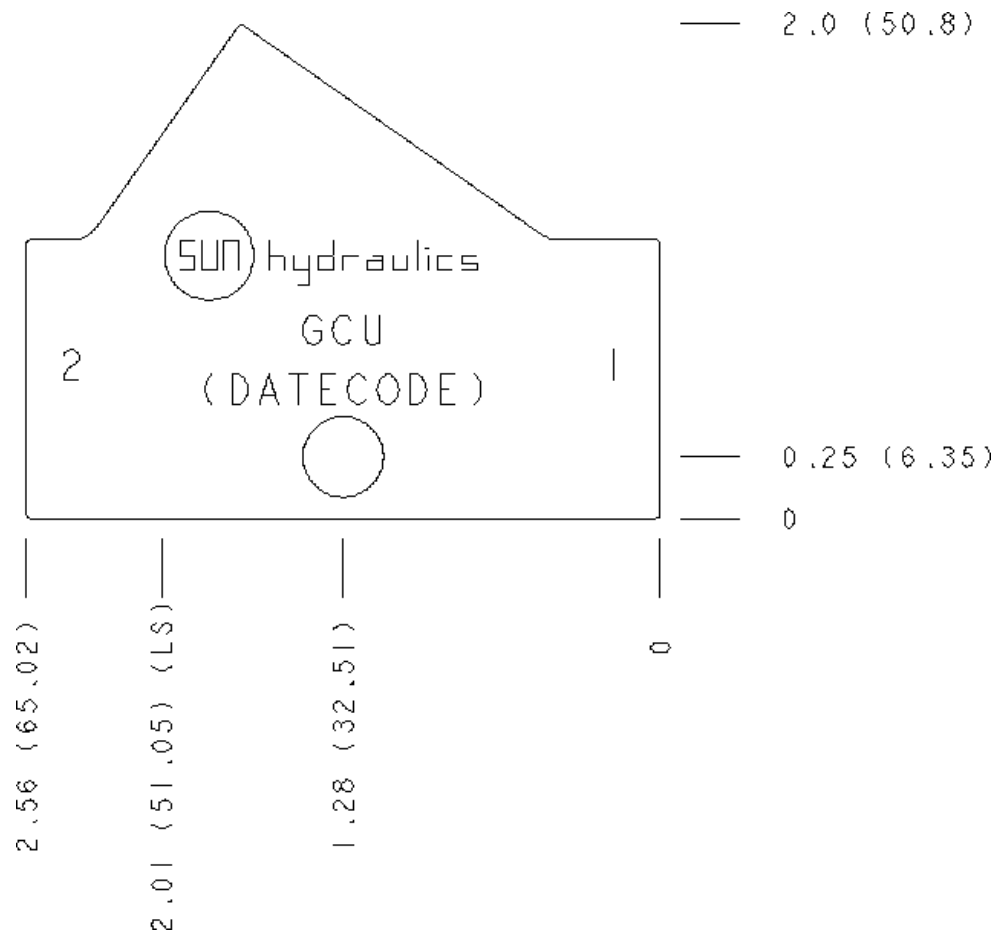 2.0 (50.8)
SUN hydraulics
GCU
2
1
(DATECODE)
0.25 (6.35)
0
2.56 (65.02)
2.01 (51.05) (LS)
1.28 (32.51)
0